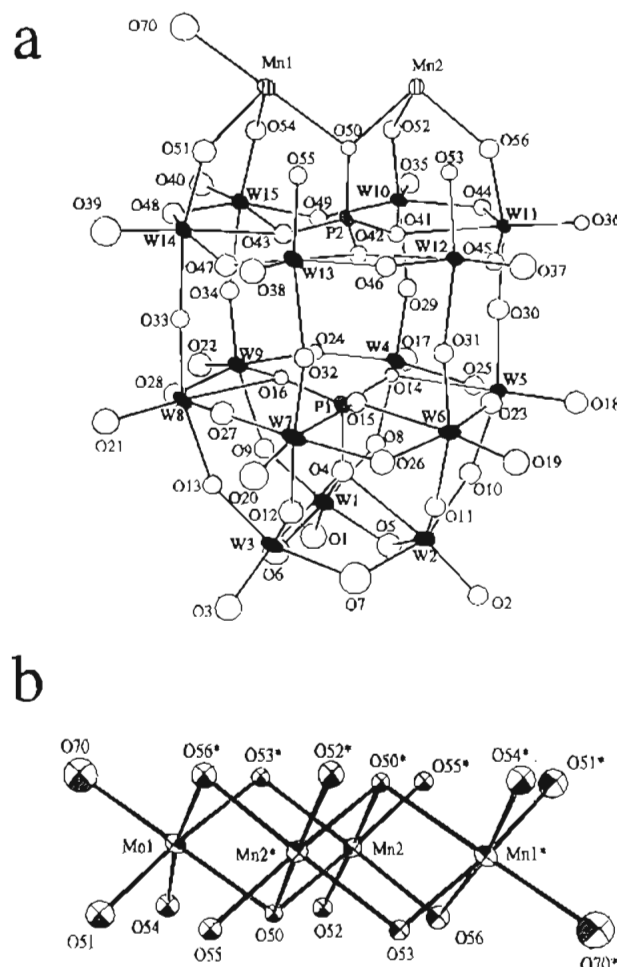 a
O70
Mn1 Mn2
O54 O50 O52 O56
O51
O55 O35 O53
O40 W15 O49 W10 O44
O39 O48 P2 O41 W11 O36
W14 O43 O42 W12 O45
O47 O38 W13 O46 O37
O34 O29 O30
O33 O24 O31
O22 W9 O32 W4 O17 O25 W5
O28 O16 O14
W8 P1 O15 W6 O23 O18
O21 O27 W7
O9 O4 O8 O26 O19
O13 O20 O10
O12 W1 O5 O11
W3 O1 W2
O6
O3 O7 O2
b
O70 O56* O53* O52* O50* O55* O54* O51*
Mo1 Mn2* Mn2 Mn1*
O51 O54 O55 O50 O52 O53 O56 O70*